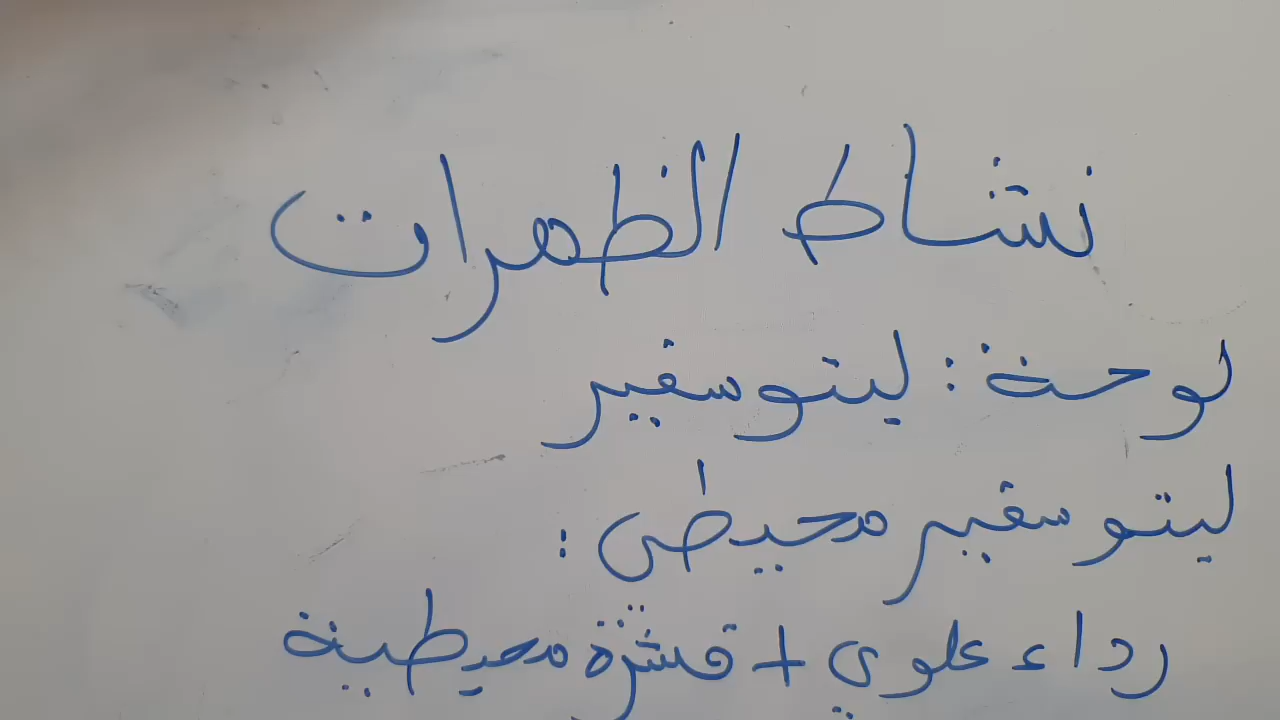 نشاط الظهرات
لوحة : ليتوسفير
ليتوسفير محيطي :
رداء علوي + قشرة محيطية